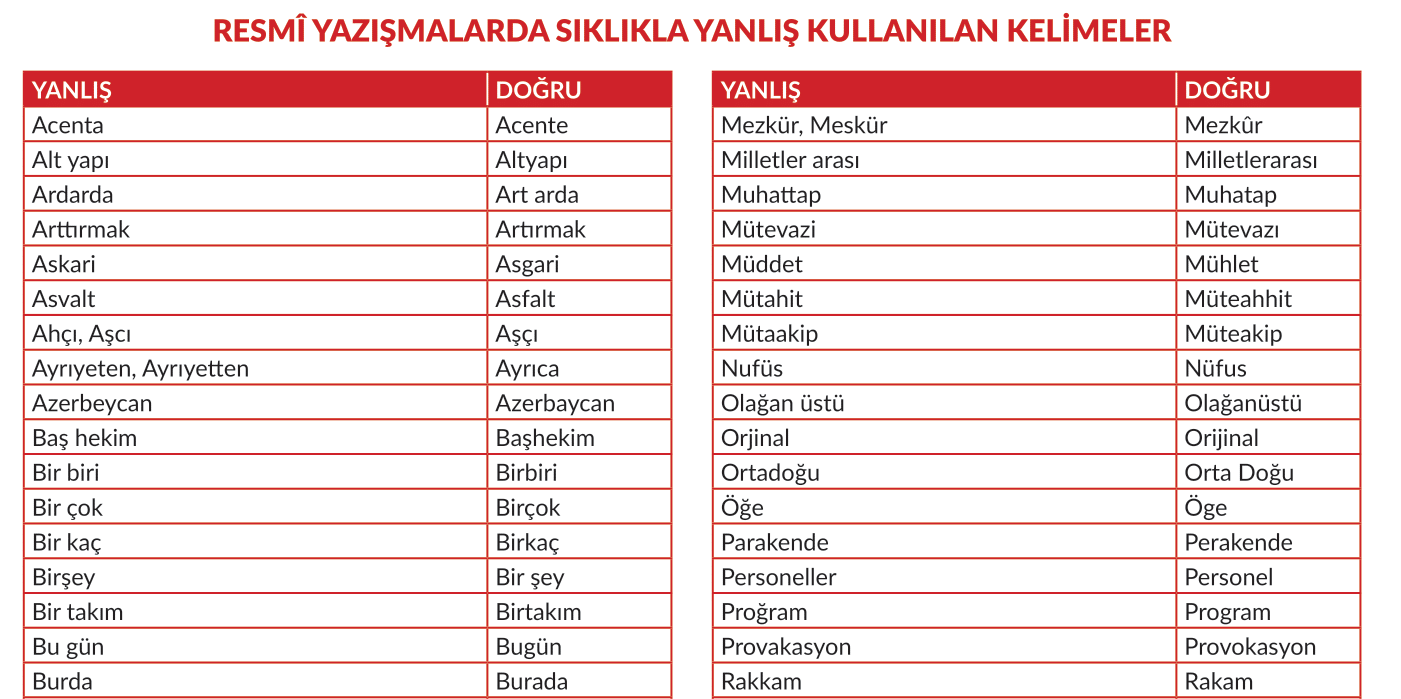 RESMÎ YAZIŞMALARDA SIKLIKLA YANLIŞ KULLANILAN KELİMELER
YANLIŞ DOĞRU
Acenta Acente
Alt yapı Altyapı
Ardarda Art arda
Arttırmak Artırmak
Askari Asgari
Asvalt Asfalt
Ahçı, Aşcı Aşçı
Ayrıyeten, Ayrıyetten Ayrıca
Azerbeycan Azerbaycan
Baş hekim Başhekim
Bir biri Birbiri
Bir çok Birçok
Bir kaç Birkaç
Birşey Bir şey
Bir takım Birtakım
Bu gün Bugün
Burda Burada
YANLIŞ DOĞRU
Mezkür, Meskür Mezkûr
Milletler arası Milletlerarası
Muhattap Muhatap
Mütevazi Mütevazı
Müddet Mühlet
Mütahit Müteahhit
Mütaakip Müteakip
Nufüs Nüfus
Olağan üstü Olağanüstü
Orjinal Orijinal
Ortadoğu Orta Doğu
Öğe Öge
Parakende Perakende
Personeller Personel
Proğram Program
Provakasyon Provokasyon
Rakkam Rakam